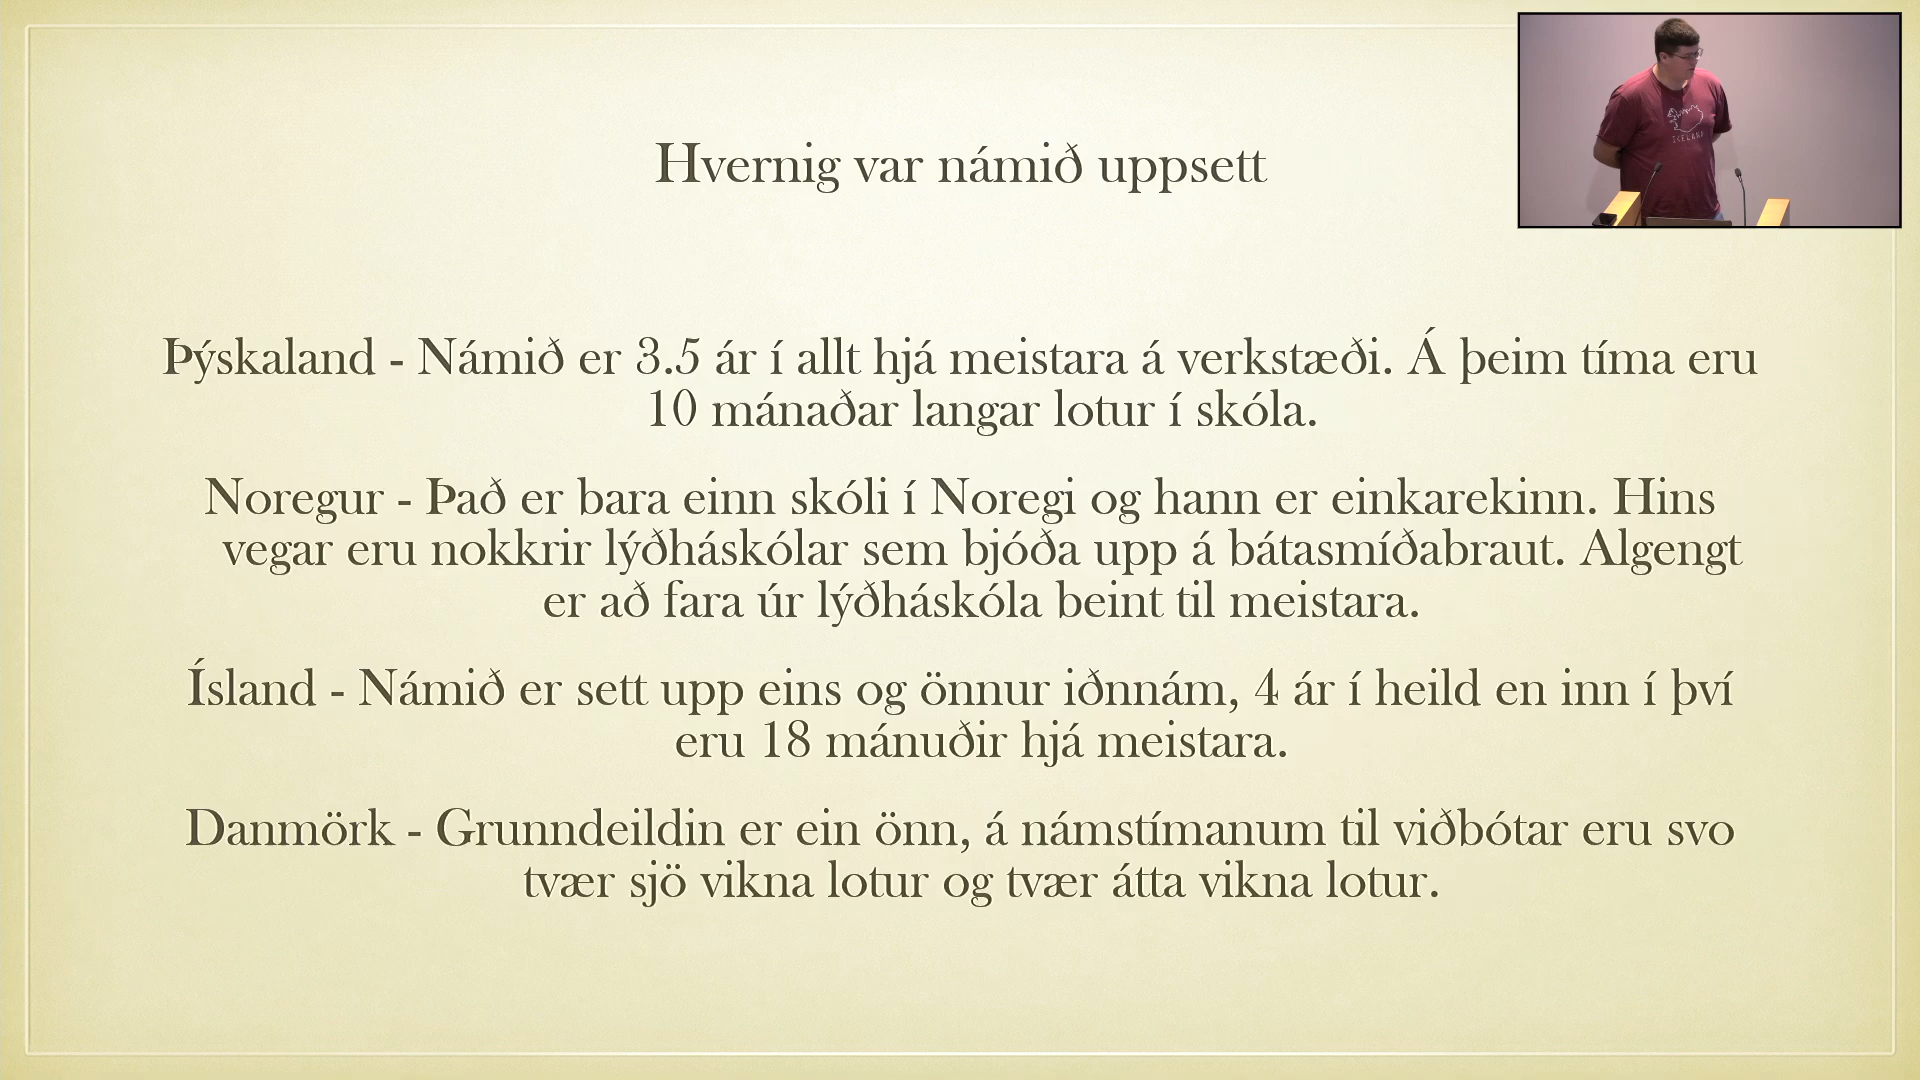 Hvernig var námið uppsett
ICELAND
Þýskaland - Námið er 3.5 ár í allt hjá meistara á verkstæði. Á þeim tíma eru
10 mánaðar langar lotur í skóla.
Noregur - Það er bara einn skóli í Noregi og hann er einkarekinn. Hins
vegar eru nokkrir lýðháskólar sem bjóða upp á bátasmíðabraut. Algengt
er að fara úr lýðháskóla beint til meistara.
Ísland - Námið er sett upp eins og önnur iðnnám, 4 ár í heild en inn í því
eru 18 mánuðir hjá meistara.
Danmörk - Grunndeildin er ein önn, á námstímanum til viðbótar eru svo
tvær sjö vikna lotur og tvær átta vikna lotur.